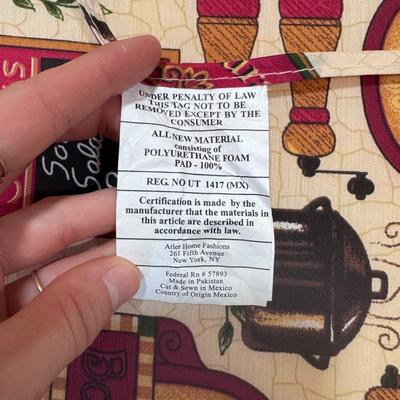 UNDER PENALTY OF LAW
THIS TAG NOT TO BE
REMOVED EXCEPT BY THE
CONSUMER
ALL NEW MATERIAL
consisting of
POLYURETHANE FOAM
PAD - 100%
REG. NO UT 1417 (MX)
Certification is made by the
manufacturer that the materials in
this article are described in
accordance with law.
Arlee Home Fashions
261 Fifth Avenue
New York, NY
Federal Rn # 57893
Made in Pakistan
Cut & Sewn in Mexico
Country of Origin Mexico